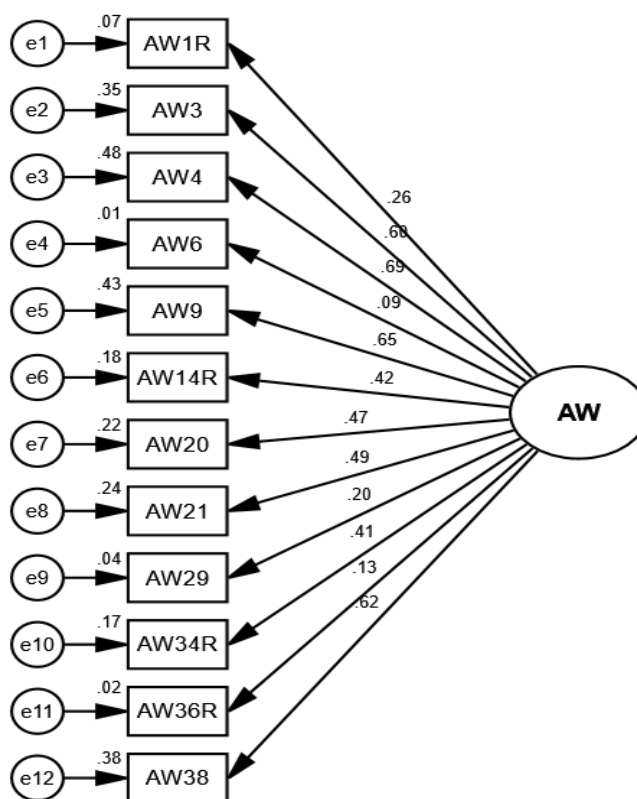 .07
e1 AW1R
.35
e2 AW3
.48
e3 AW4
.26
.01
.60
e4 AW6
.69
.43
.09
e5 AW9
.65
.18
e6 AW14R
.42
AW
.22
.47
e7 AW20
.24
.49
e8 AW21
.20
.04
.41
e9 AW29
.13
.17
.62
e10 AW34R
.02
e11 AW36R
.38
e12 AW38